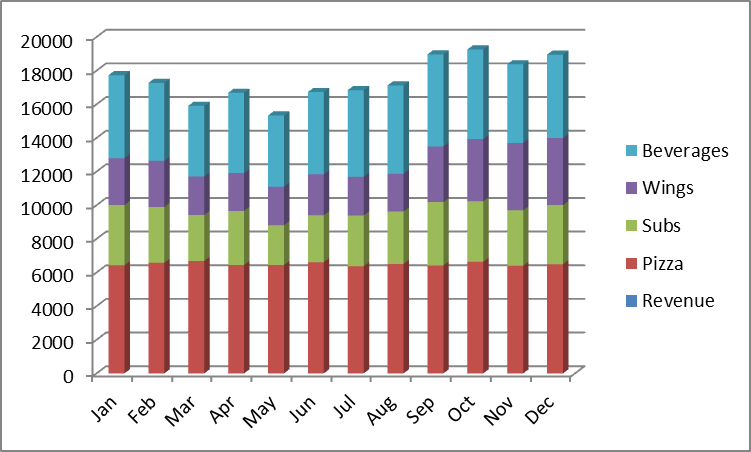 20000
18000
16000
14000
12000
10000
8000
6000
4000
2000
0
Jan Feb Mar Apr May Jun Jul Aug Sep Oct Nov Dec
Beverages
Wings
Subs
Pizza
Revenue